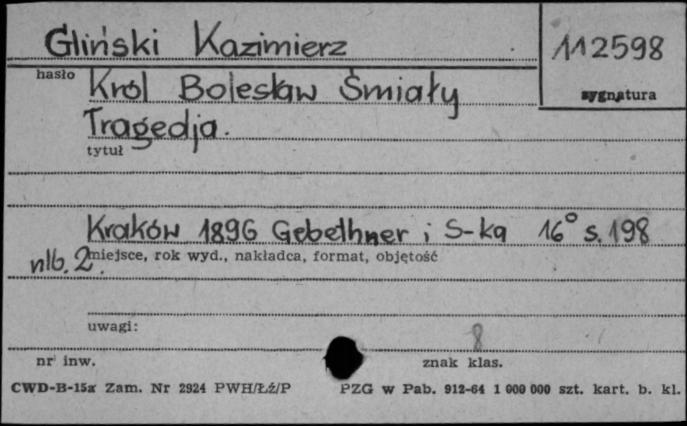 Gliński Kazimierz
112598
hasło
sygnatura
Król Bolesław Śmiały
Tragedja.
tytuł
Kraków 1896 Gebethner i S-ka 16° s. 198
nlb. 2.
miejsce, rok wyd., nakładca, format, objętość
uwagi:
8
nr inw.
znak klas.
CWD-B-15a Zam. Nr 2924 PWH/Łź/P PZG w Pab. 912-64 1 000 000 szt. kart. b. kl.